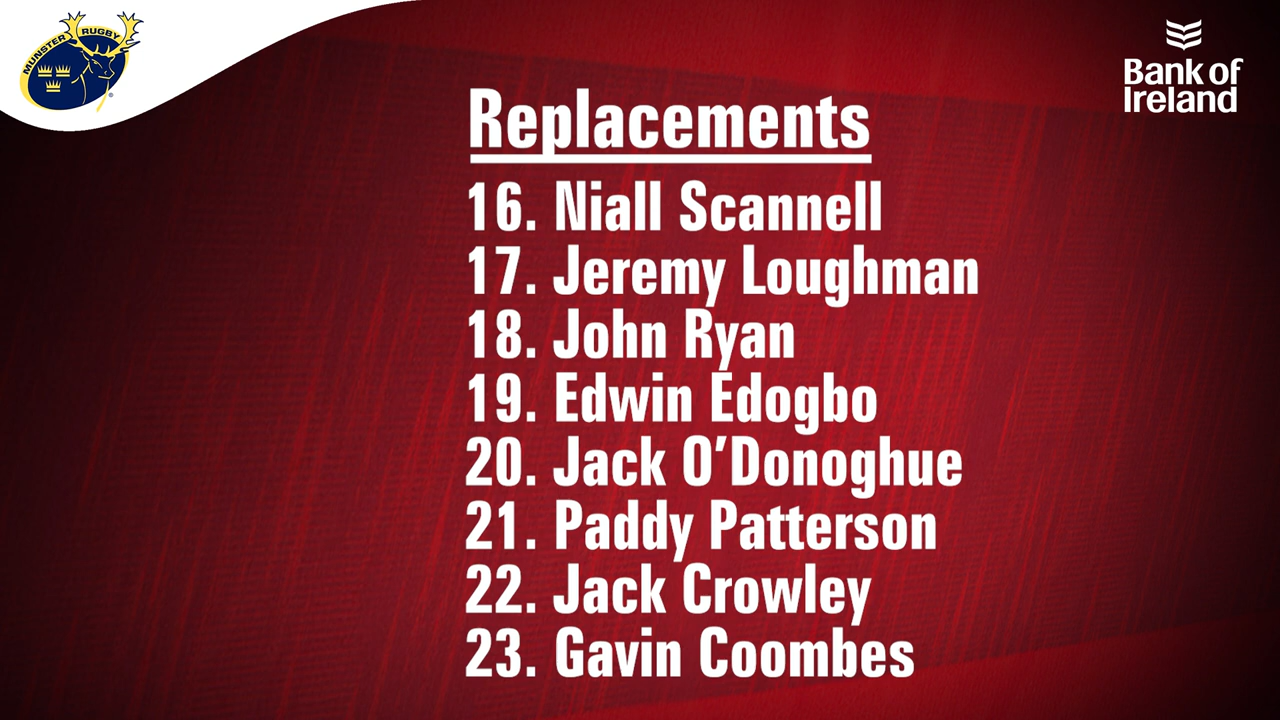 MUNSTER RUGBY
Bank of
Ireland
Replacements
16. Niall Scannell
17. Jeremy Loughman
18. John Ryan
19. Edwin Edogbo
20. Jack O’Donoghue
21. Paddy Patterson
22. Jack Crowley
23. Gavin Coombes